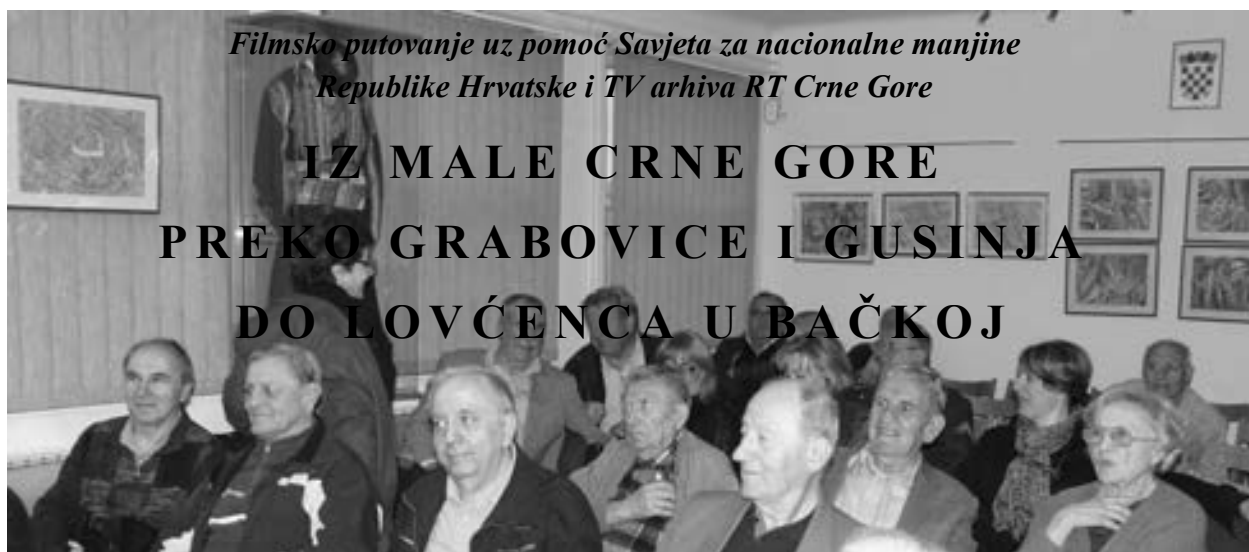 Filmsko putovanje uz pomoć Savjeta za nacionalne manjine
Republike Hrvatske i TV arhiva RT Crne Gore
IZ MALE CRNE GORE
PREKO GRABOVICE I GUSINJA
DO LOVĆENCA U BAČKOJ